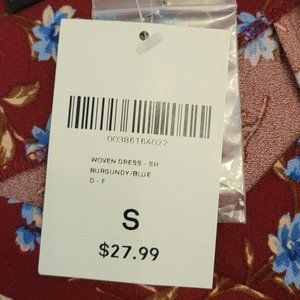 00386164022
WOVEN DRESS - SH
BURGUNDY/BLUE
D - F
S
$27.99